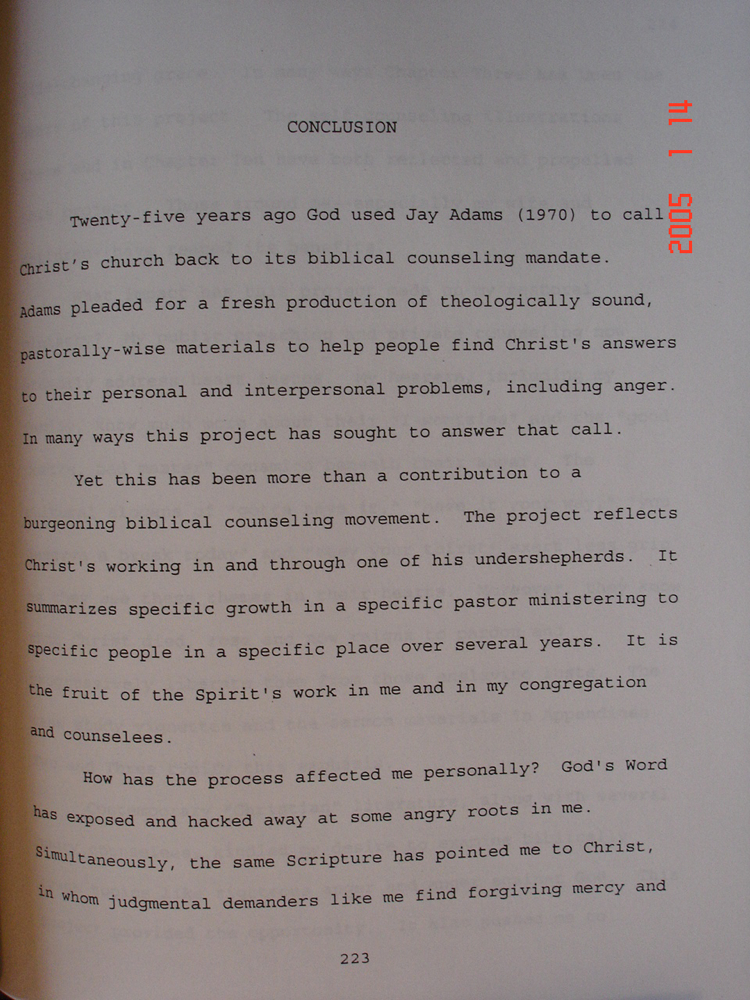 CONCLUSION
Twenty-five years ago God used Jay Adams (1970) to call
Christ's church back to its biblical counseling mandate.
Adams pleaded for a fresh production of theologically sound,
pastorally-wise materials to help people find Christ's answers
to their personal and interpersonal problems, including anger.
In many ways this project has sought to answer that call.
Yet this has been more than a contribution to a
burgeoning biblical counseling movement.  The project reflects
Christ's working in and through one of his undershepherds.  It
summarizes specific growth in a specific pastor ministering to
specific people in a specific place over several years.  It is
the fruit of the Spirit's work in me and in my congregation
and counselees.
How has the process affected me personally?  God's Word
has exposed and hacked away at some angry roots in me.
Simultaneously, the same Scripture has pointed me to Christ,
in whom judgmental demanders like me find forgiving mercy and
223
2005 1 14